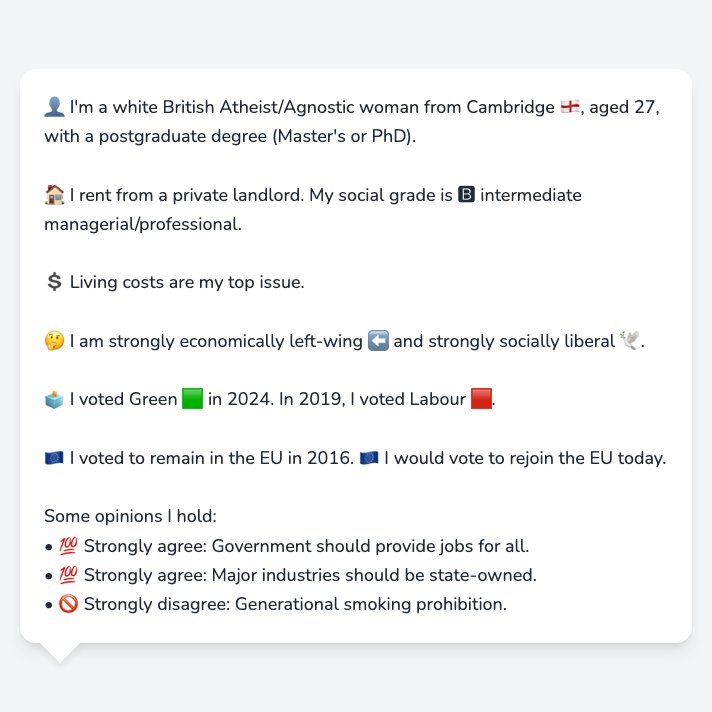 👤 I'm a white British Atheist/Agnostic woman from Cambridge 🏴󠁧󠁢󠁥󠁮󠁧󠁿, aged 27,
with a postgraduate degree (Master's or PhD).
🏠 I rent from a private landlord. My social grade is 🅱 intermediate
managerial/professional.
💲 Living costs are my top issue.
🤔 I am strongly economically left-wing ⬅️ and strongly socially liberal 🕊️.
🗳️ I voted Green 🟩 in 2024. In 2019, I voted Labour 🟥.
🇪🇺 I voted to remain in the EU in 2016. 🇪🇺 I would vote to rejoin the EU today.
Some opinions I hold:
• 💯 Strongly agree: Government should provide jobs for all.
• 💯 Strongly agree: Major industries should be state-owned.
• 🚫 Strongly disagree: Generational smoking prohibition.